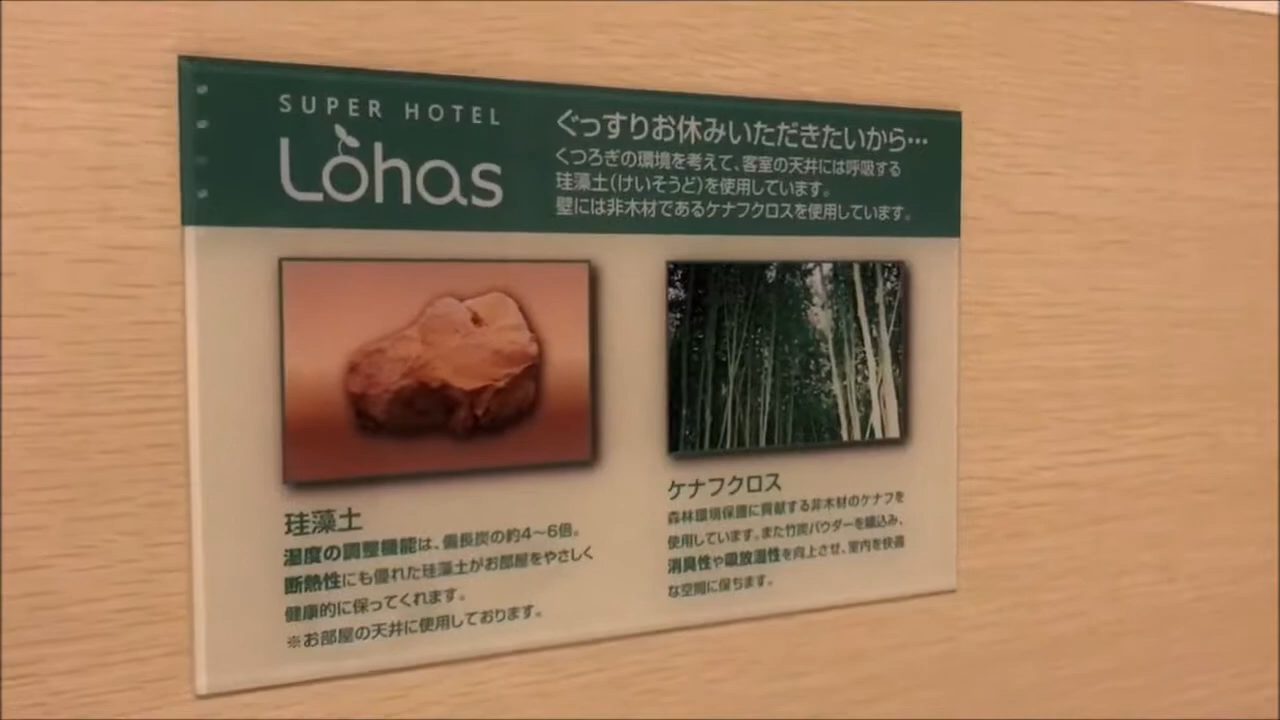 SUPER HOTEL
Lohas
ぐっすりお休みいただきたいから…
くつろぎの環境を考えて、客室の天井には呼吸する
珪藻土(けいそうど)を使用しています。
壁には非木材であるケナフクロスを使用しています。
珪藻土
湿度の調整機能は、備長炭の約4～6倍。
断熱性にも優れた珪藻土がお部屋をやさしく
健康的に保ってくれます。
※お部屋の天井に使用しております。
ケナフクロス
森林環境保護に貢献する非木材のケナフを
使用しています。また竹炭パウダーを織込み、
消臭性や吸放湿性を向上させ、室内を快適
な空間に保ちます。